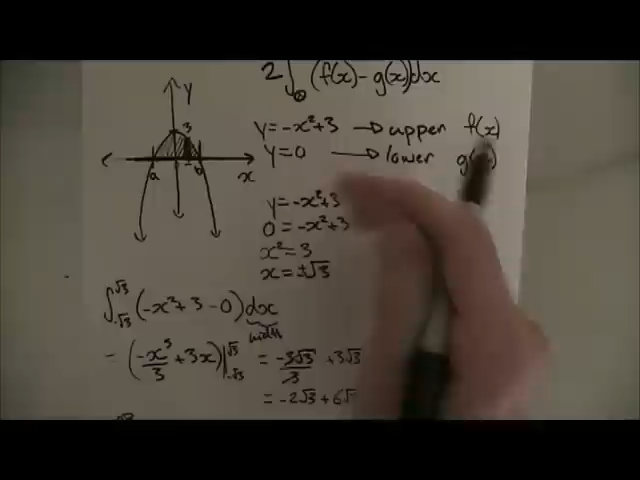 2∫₀ (f(x) - g(x))dx
y
3
a b x
y = -x²+3 → upper f(x)
y = 0 → lower
y = -x²+3
0 = -x²+3
x² = 3
x = ±√3
∫_{-√3}^{√3} (-x²+3-0)dx
width
= (-x³/3 + 3x)|_{-√3}^{√3} = -3√3/3 + 3√3
= -2√3 + 6√